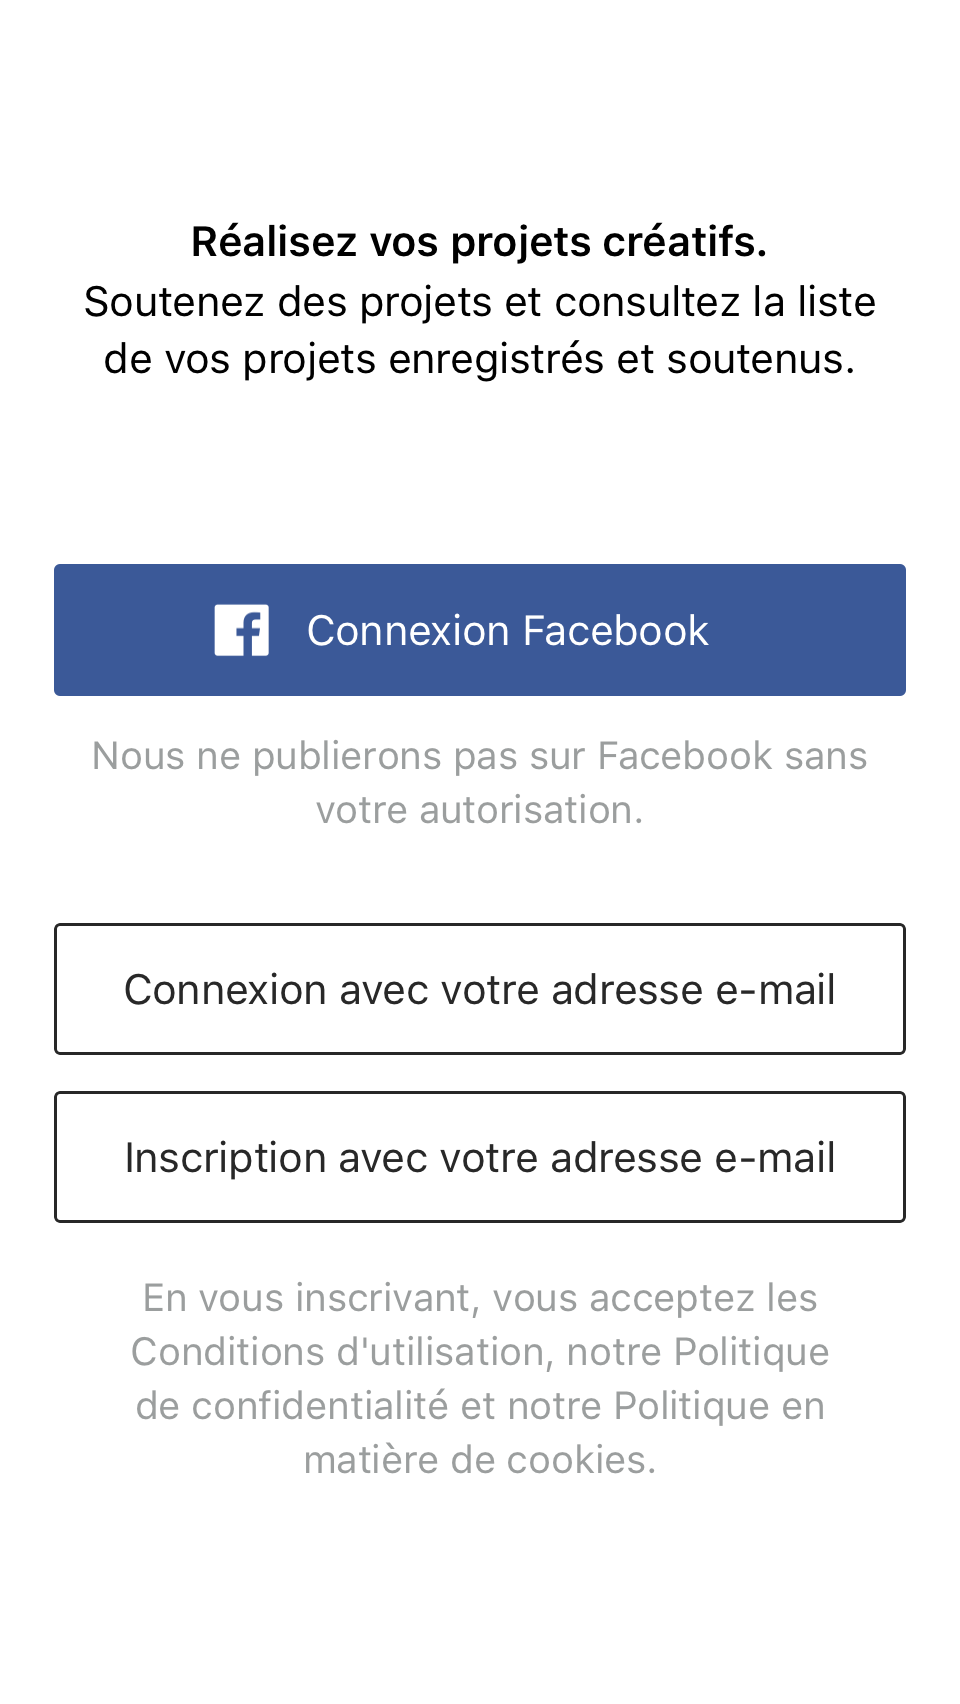 Réalisez vos projets créatifs.
Soutenez des projets et consultez la liste
de vos projets enregistrés et soutenus.
Connexion Facebook
Nous ne publierons pas sur Facebook sans
votre autorisation.
Connexion avec votre adresse e-mail
Inscription avec votre adresse e-mail
En vous inscrivant, vous acceptez les
Conditions d'utilisation, notre Politique
de confidentialité et notre Politique en
matière de cookies.